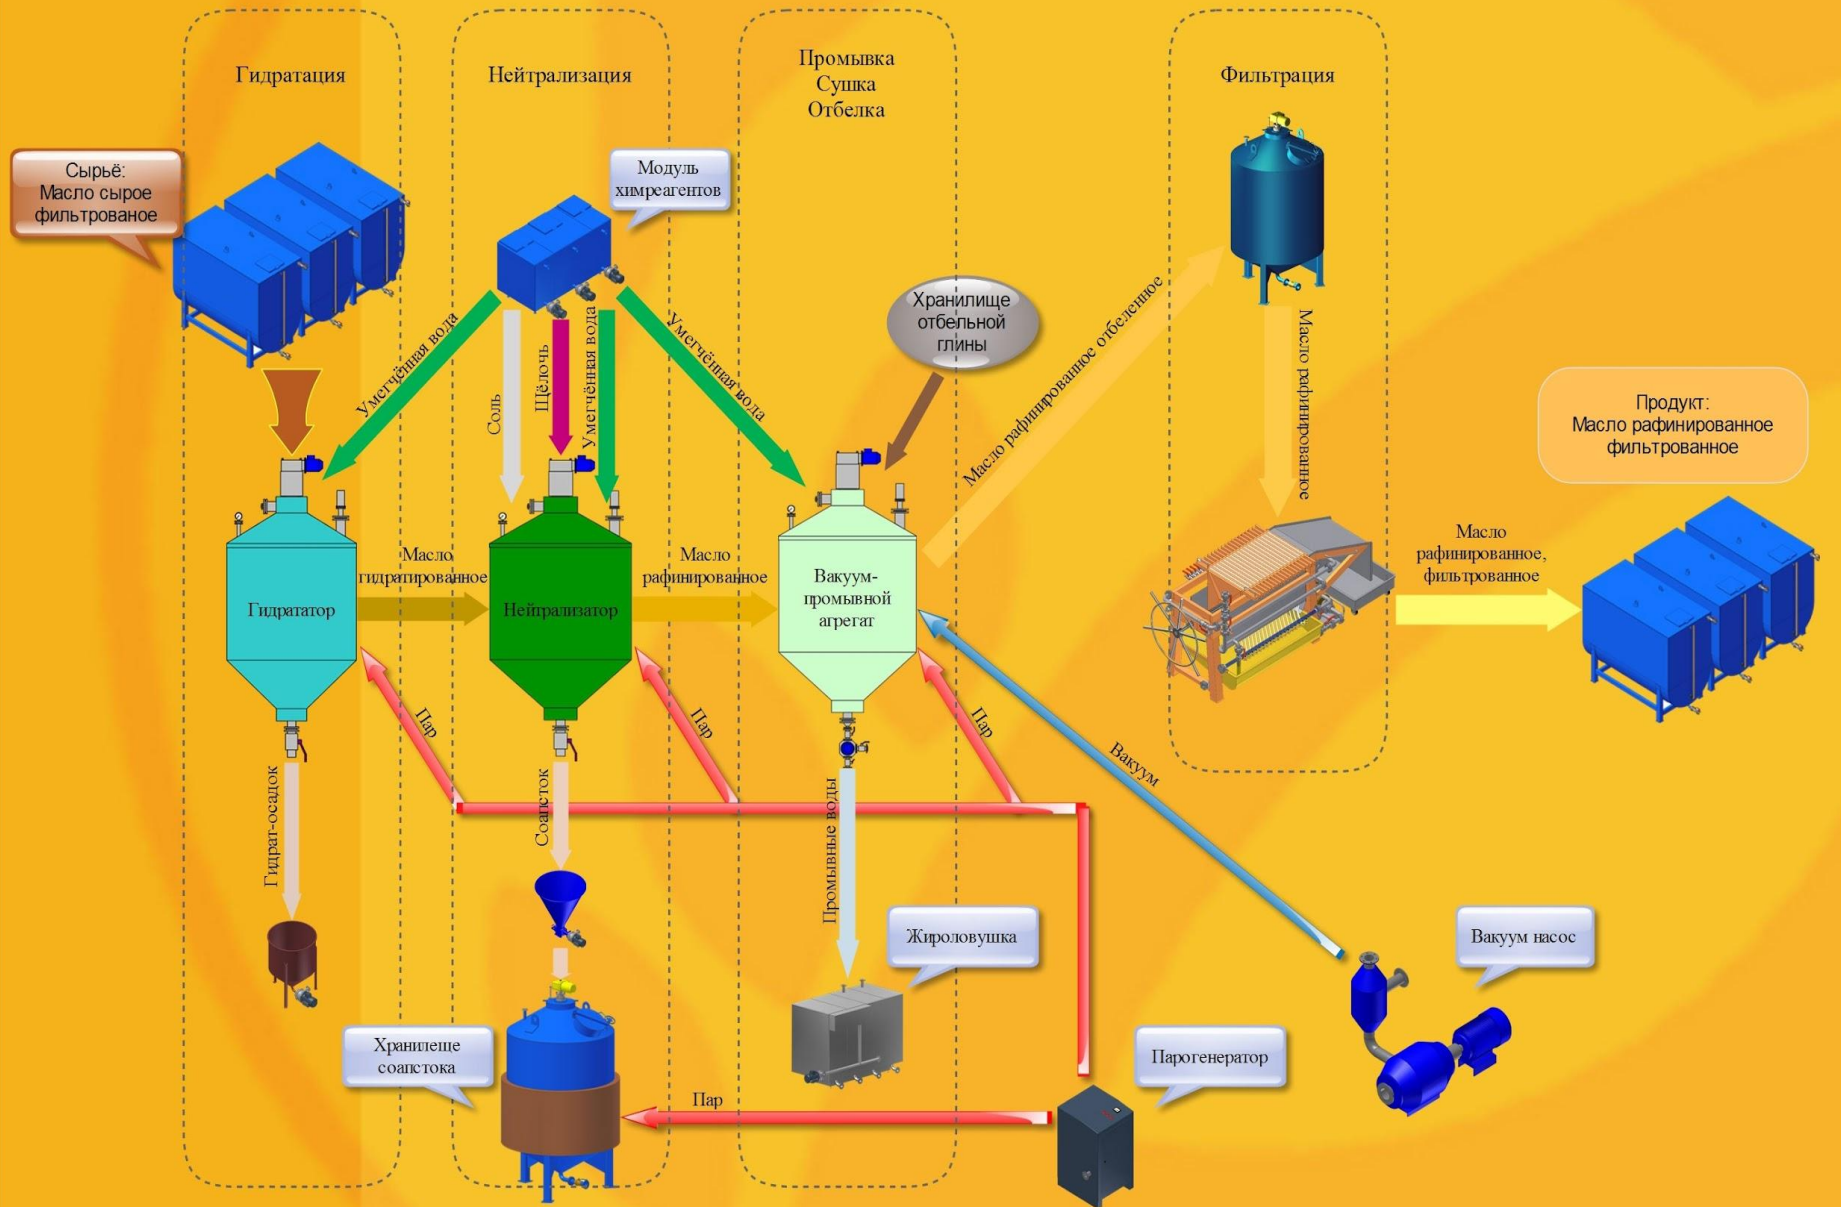 Гидратация
Нейтрализация
Промывка
Сушка
Отбелка
Фильтрация
Сырьё:
Масло сырое
фильтрованое
Модуль
химреагентов
Хранилище
отбельной
глины
Умегчённая вода
Соль
Щёлочь
Умегчённая вода
Умегчённая вода
Масло рафинированное отбеленное
Масло рафинированное
Продукт:
Масло рафинированное
фильтрованное
Масло
гидратированное
Масло
рафинированное
Масло
рафинированное,
фильтрованное
Гидрататор
Нейтрализатор
Вакуум-
промывной
агрегат
Пар
Пар
Пар
Вакуум
Гидрат-осадок
Соапсток
Промывные воды
Жироловушка
Вакуум насос
Хранилеще
соапстока
Парогенератор
Пар